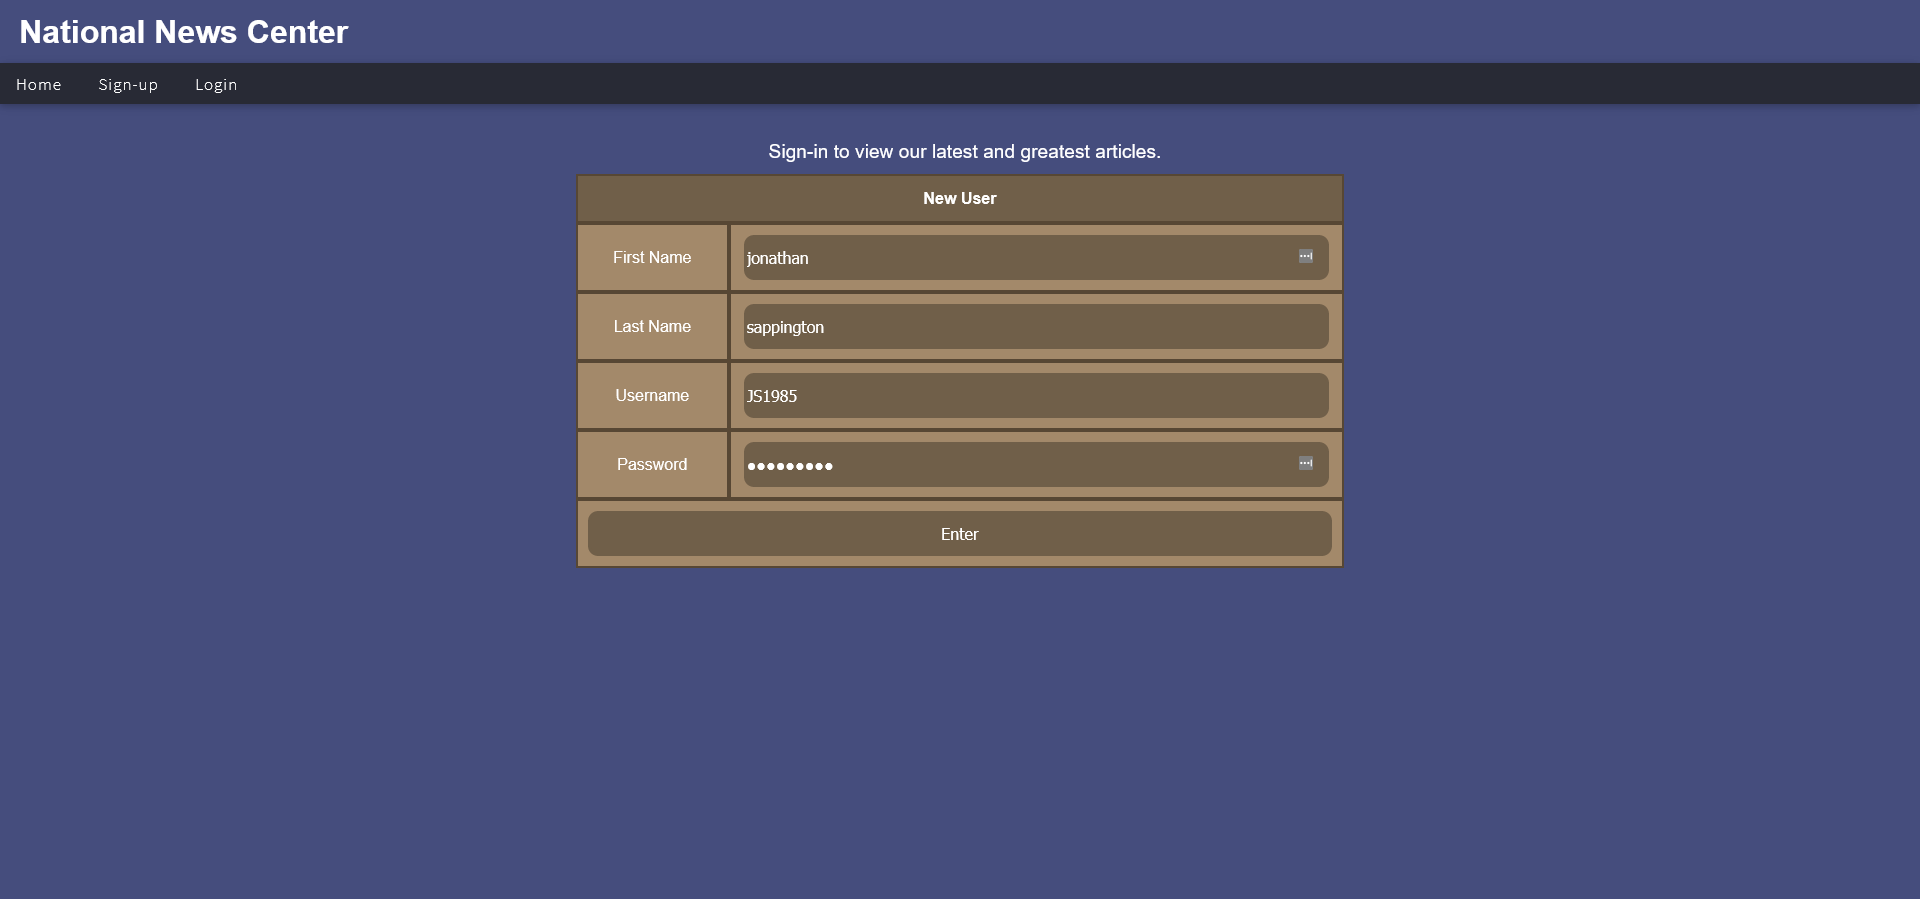 National News Center
Home Sign-up Login
Sign-in to view our latest and greatest articles.
New User
First Name jonathan
Last Name sappington
Username JS1985
Password •••••••••
Enter